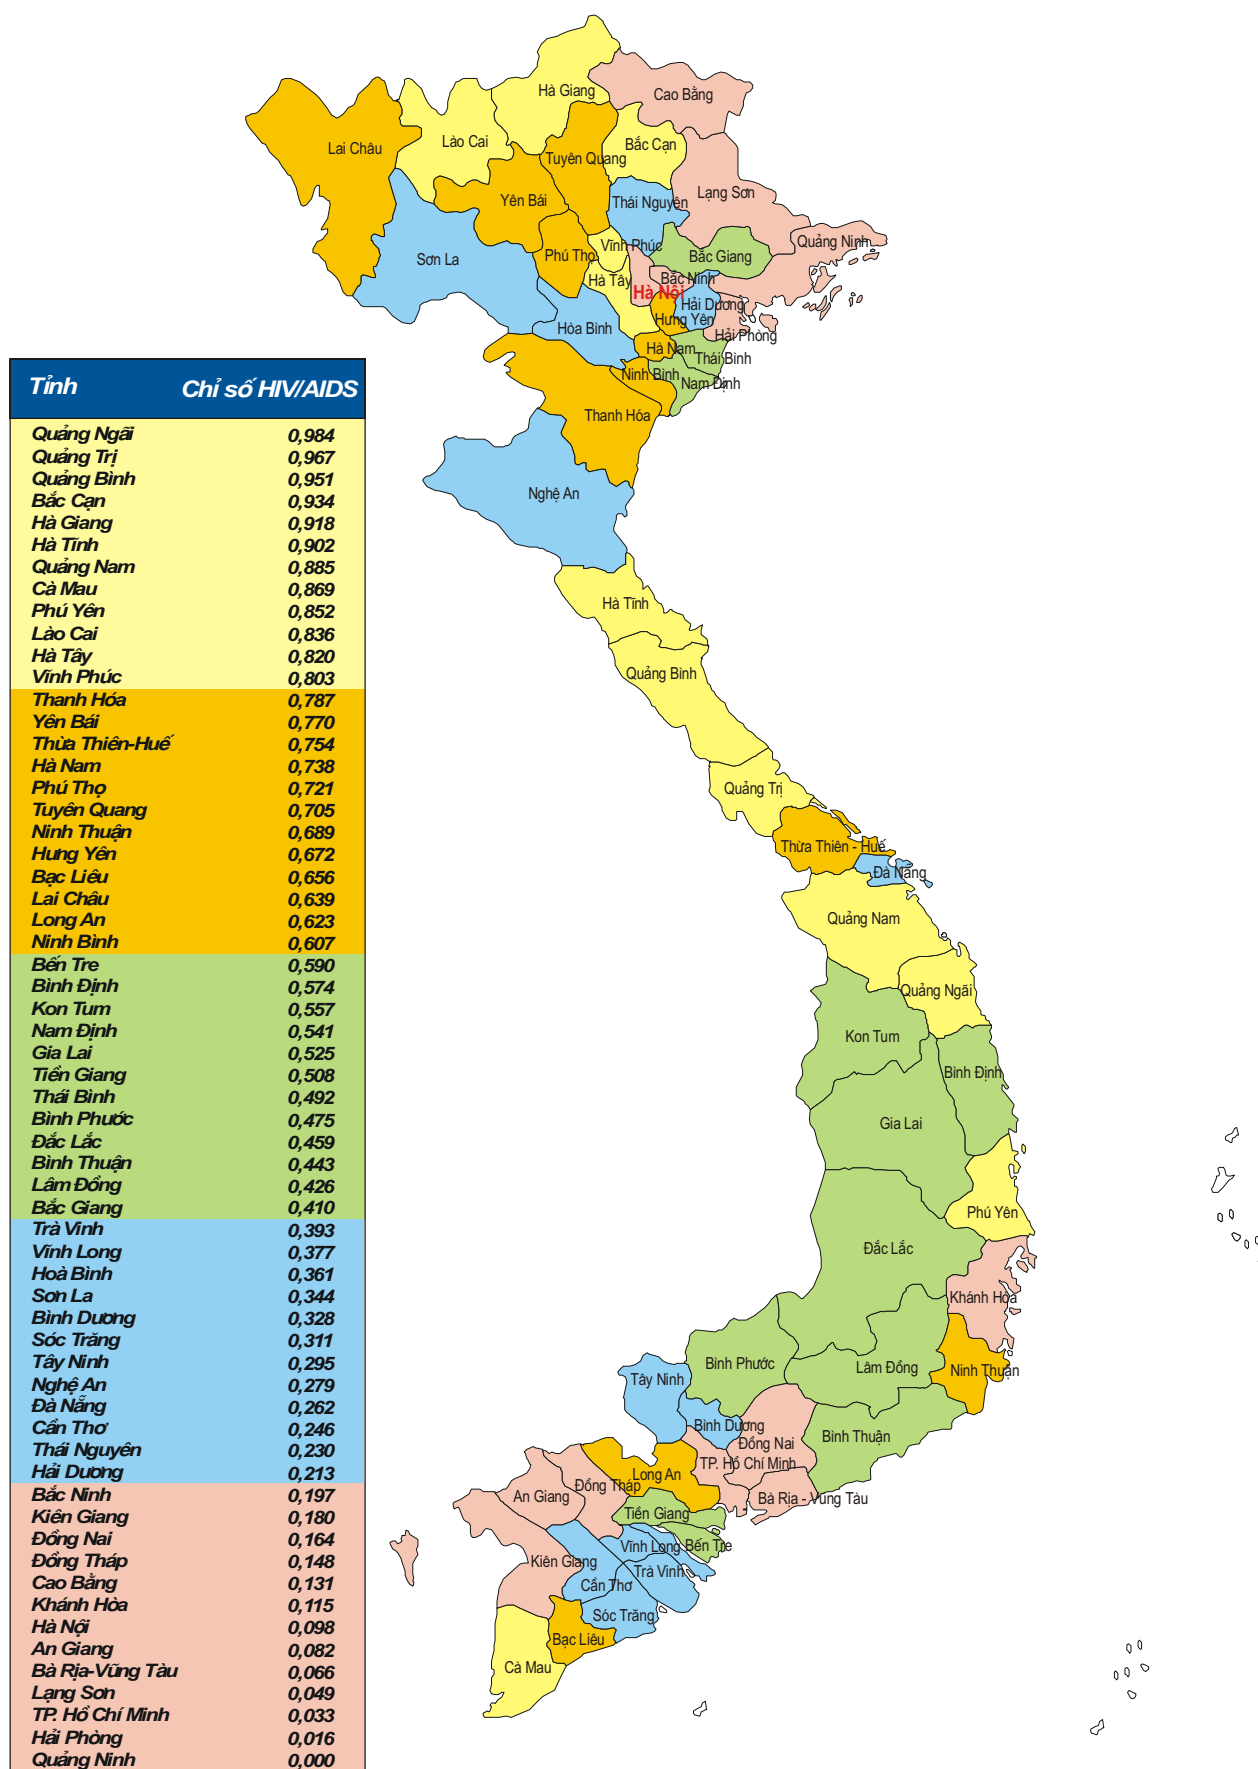 Tỉnh Chỉ số HIV/AIDS
Quảng Ngãi 0,984
Quảng Trị 0,967
Quảng Bình 0,951
Bắc Cạn 0,934
Hà Giang 0,918
Hà Tĩnh 0,902
Quảng Nam 0,885
Cà Mau 0,869
Phú Yên 0,852
Lào Cai 0,836
Hà Tây 0,820
Vĩnh Phúc 0,803
Thanh Hóa 0,787
Yên Bái 0,770
Thừa Thiên-Huế 0,754
Hà Nam 0,738
Phú Thọ 0,721
Tuyên Quang 0,705
Ninh Thuận 0,689
Hưng Yên 0,672
Bạc Liêu 0,656
Lai Châu 0,639
Long An 0,623
Ninh Bình 0,607
Bến Tre 0,590
Bình Định 0,574
Kon Tum 0,557
Nam Định 0,541
Gia Lai 0,525
Tiền Giang 0,508
Thái Bình 0,492
Bình Phước 0,475
Đắc Lắc 0,459
Bình Thuận 0,443
Lâm Đồng 0,426
Bắc Giang 0,410
Trà Vinh 0,393
Vĩnh Long 0,377
Hoà Bình 0,361
Sơn La 0,344
Bình Dương 0,328
Sóc Trăng 0,311
Tây Ninh 0,295
Nghệ An 0,279
Đà Nẵng 0,262
Cần Thơ 0,246
Thái Nguyên 0,230
Hải Dương 0,213
Bắc Ninh 0,197
Kiên Giang 0,180
Đồng Nai 0,164
Đồng Tháp 0,148
Cao Bằng 0,131
Khánh Hòa 0,115
Hà Nội 0,098
An Giang 0,082
Bà Rịa-Vũng Tàu 0,066
Lạng Sơn 0,049
TP. Hồ Chí Minh 0,033
Hải Phòng 0,016
Quảng Ninh 0,000
Hà Giang
Cao Bằng
Lai Châu
Lào Cai
Bắc Cạn
Tuyên Quang
Yên Bái
Thái Nguyên
Lạng Sơn
Quảng Ninh
Sơn La
Phú Thọ
Vĩnh Phúc
Bắc Giang
Hà Tây
Bắc Ninh
Hà Nội
Hải Dương
Hưng Yên
Hòa Bình
Hải Phòng
Hà Nam
Thái Bình
Ninh Bình
Nam Định
Thanh Hóa
Nghệ An
Hà Tĩnh
Quảng Bình
Quảng Trị
Thừa Thiên - Huế
Đà Nẵng
Quảng Nam
Quảng Ngãi
Kon Tum
Bình Định
Gia Lai
Phú Yên
Đắc Lắc
Khánh Hòa
Bình Phước
Lâm Đồng
Ninh Thuận
Tây Ninh
Bình Dương
Đồng Nai
Bình Thuận
TP. Hồ Chí Minh
Long An
Đồng Tháp
An Giang
Bà Rịa - Vũng Tàu
Tiền Giang
Vĩnh Long
Bến Tre
Kiên Giang
Trà Vinh
Cần Thơ
Sóc Trăng
Bạc Liêu
Cà Mau